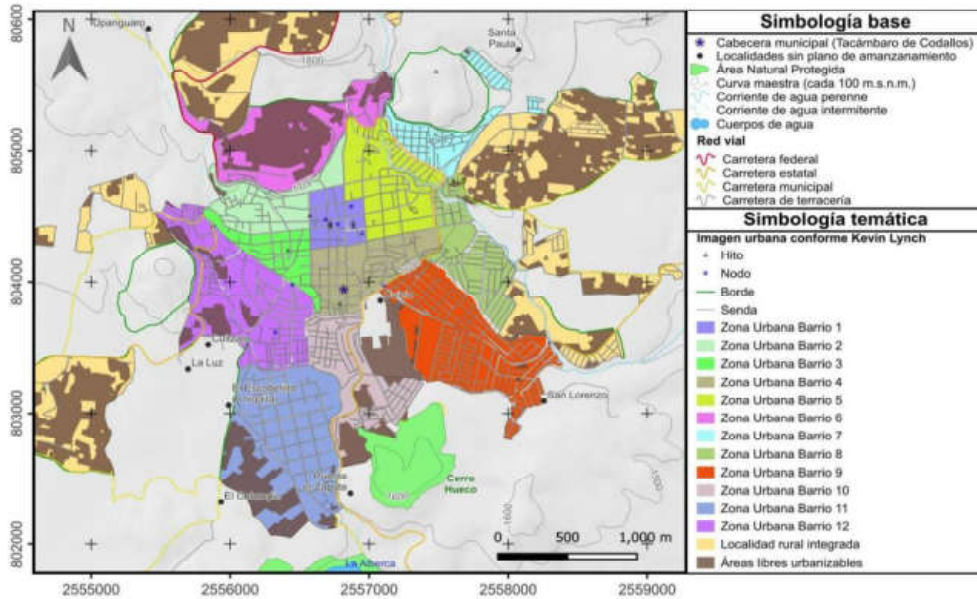 Simbología base
Cabecera municipal (Tacámbaro de Codallos)
Localidades sin plano de amanzanamiento
Área Natural Protegida
Curva maestra (cada 100 m.s.n.m.)
Corriente de agua perenne
Corriente de agua intermitente
Cuerpos de agua
Red vial
Carretera federal
Carretera estatal
Carretera municipal
Carretera de terracería
Simbología temática
Imagen urbana conforme Kevin Lynch
Hito
Nodo
Borde
Senda
Zona Urbana Barrio 1
Zona Urbana Barrio 2
Zona Urbana Barrio 3
Zona Urbana Barrio 4
Zona Urbana Barrio 5
Zona Urbana Barrio 6
Zona Urbana Barrio 7
Zona Urbana Barrio 8
Zona Urbana Barrio 9
Zona Urbana Barrio 10
Zona Urbana Barrio 11
Zona Urbana Barrio 12
Localidad rural integrada
Áreas libres urbanizables
N
Opanguaro
Santa
Paula
1800
La Luz
San Lorenzo
Cerro
Hueco
1600
1600
La Alberca
0 500 1,000 m
805000
804000
803000
802000
2555000 2556000 2557000 2558000 2559000